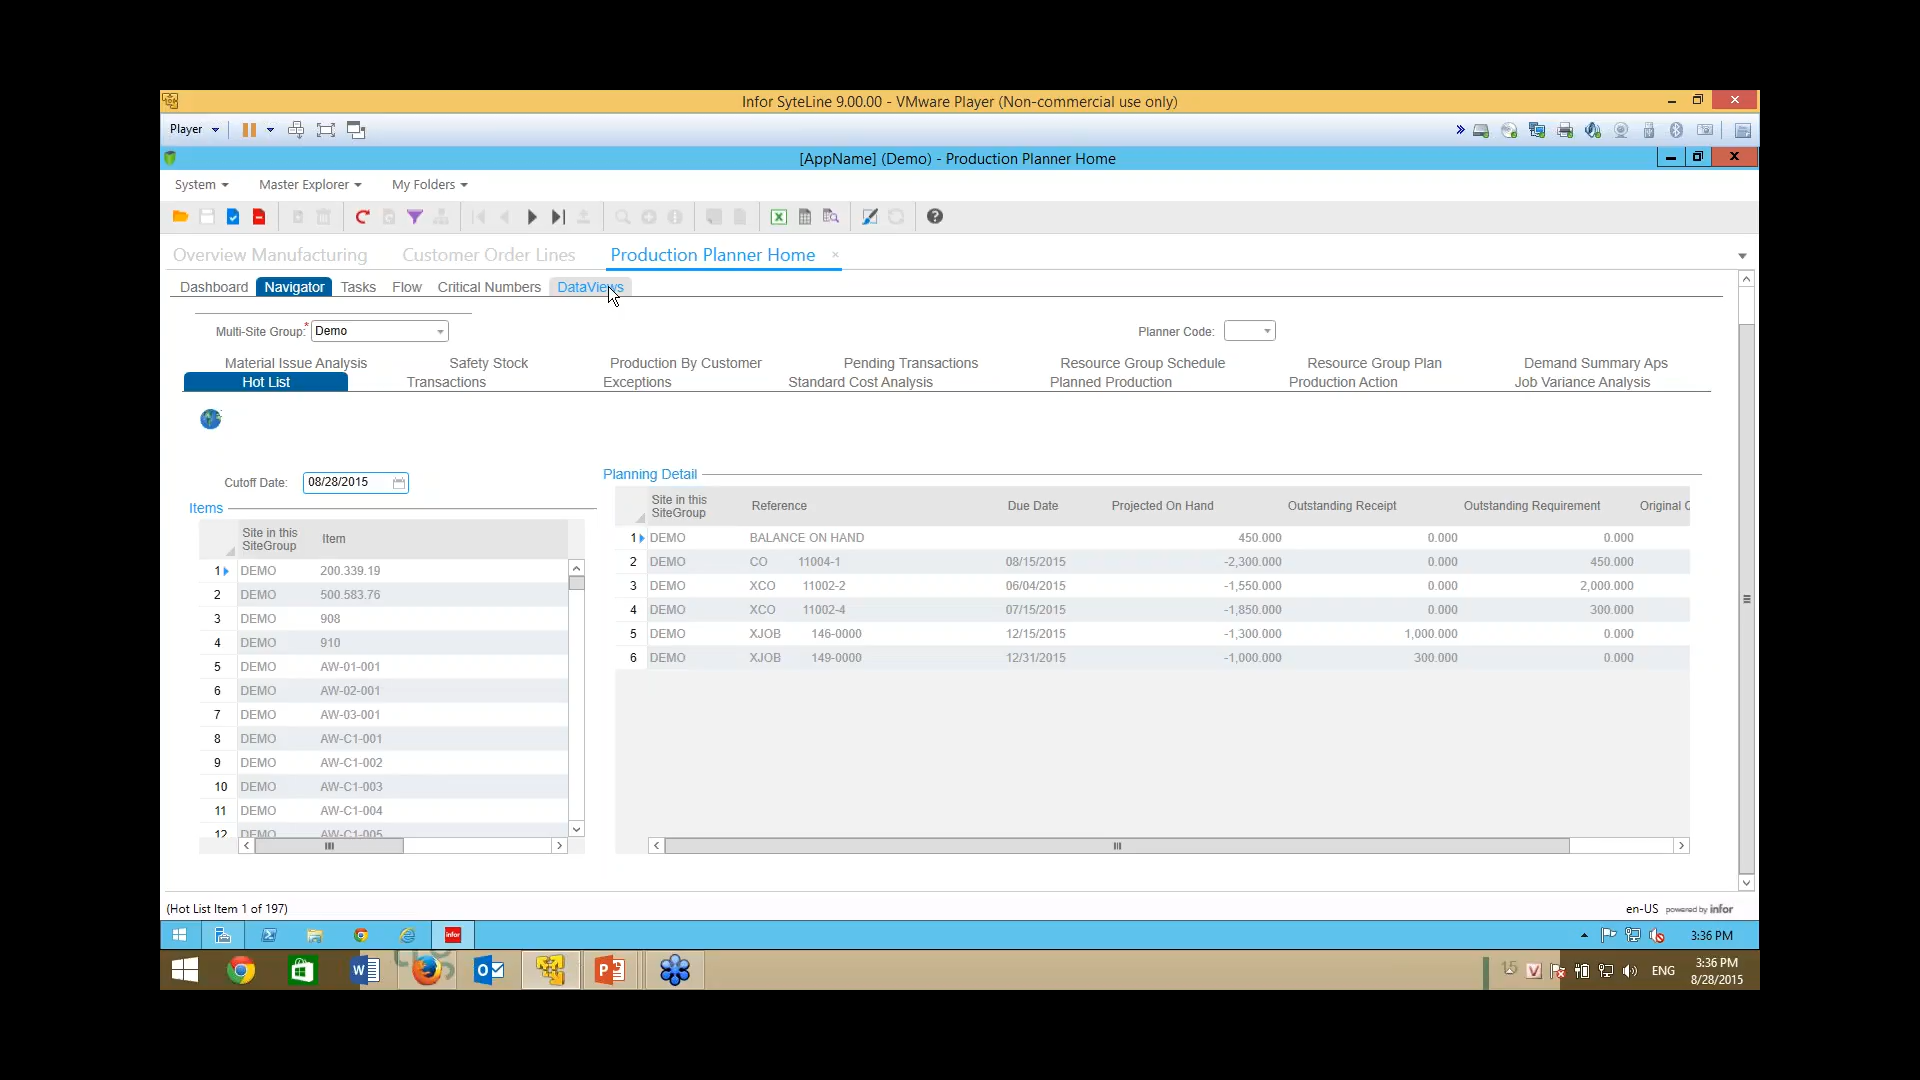 Infor SyteLine 9.00.00 - VMware Player (Non-commercial use only)
Player
[AppName] (Demo) - Production Planner Home
System Master Explorer My Folders
Overview Manufacturing Customer Order Lines Production Planner Home
Dashboard Navigator Tasks Flow Critical Numbers DataViews
Multi-Site Group:* Demo Planner Code:
Material Issue Analysis Safety Stock Production By Customer Pending Transactions Resource Group Schedule Resource Group Plan Demand Summary Aps
Hot List Transactions Exceptions Standard Cost Analysis Planned Production Production Action Job Variance Analysis
Cutoff Date: 08/28/2015
Items
Site in this SiteGroup Item
1 DEMO 200.339.19
2 DEMO 500.583.76
3 DEMO 908
4 DEMO 910
5 DEMO AW-01-001
6 DEMO AW-02-001
7 DEMO AW-03-001
8 DEMO AW-C1-001
9 DEMO AW-C1-002
10 DEMO AW-C1-003
11 DEMO AW-C1-004
12 DEMO AW-C1-005
Planning Detail
Site in this SiteGroup Reference Due Date Projected On Hand Outstanding Receipt Outstanding Requirement Original
1 DEMO BALANCE ON HAND 450.000 0.000 0.000
2 DEMO CO 11004-1 08/15/2015 -2,300.000 0.000 450.000
3 DEMO XCO 11002-2 06/04/2015 -1,550.000 0.000 2,000.000
4 DEMO XCO 11002-4 07/15/2015 -1,850.000 0.000 300.000
5 DEMO XJOB 146-0000 12/15/2015 -1,300.000 1,000.000 0.000
6 DEMO XJOB 149-0000 12/31/2015 -1,000.000 300.000 0.000
(Hot List Item 1 of 197)
en-US powered by infor
infor
3:36 PM
15 ENG 3:36 PM
8/28/2015